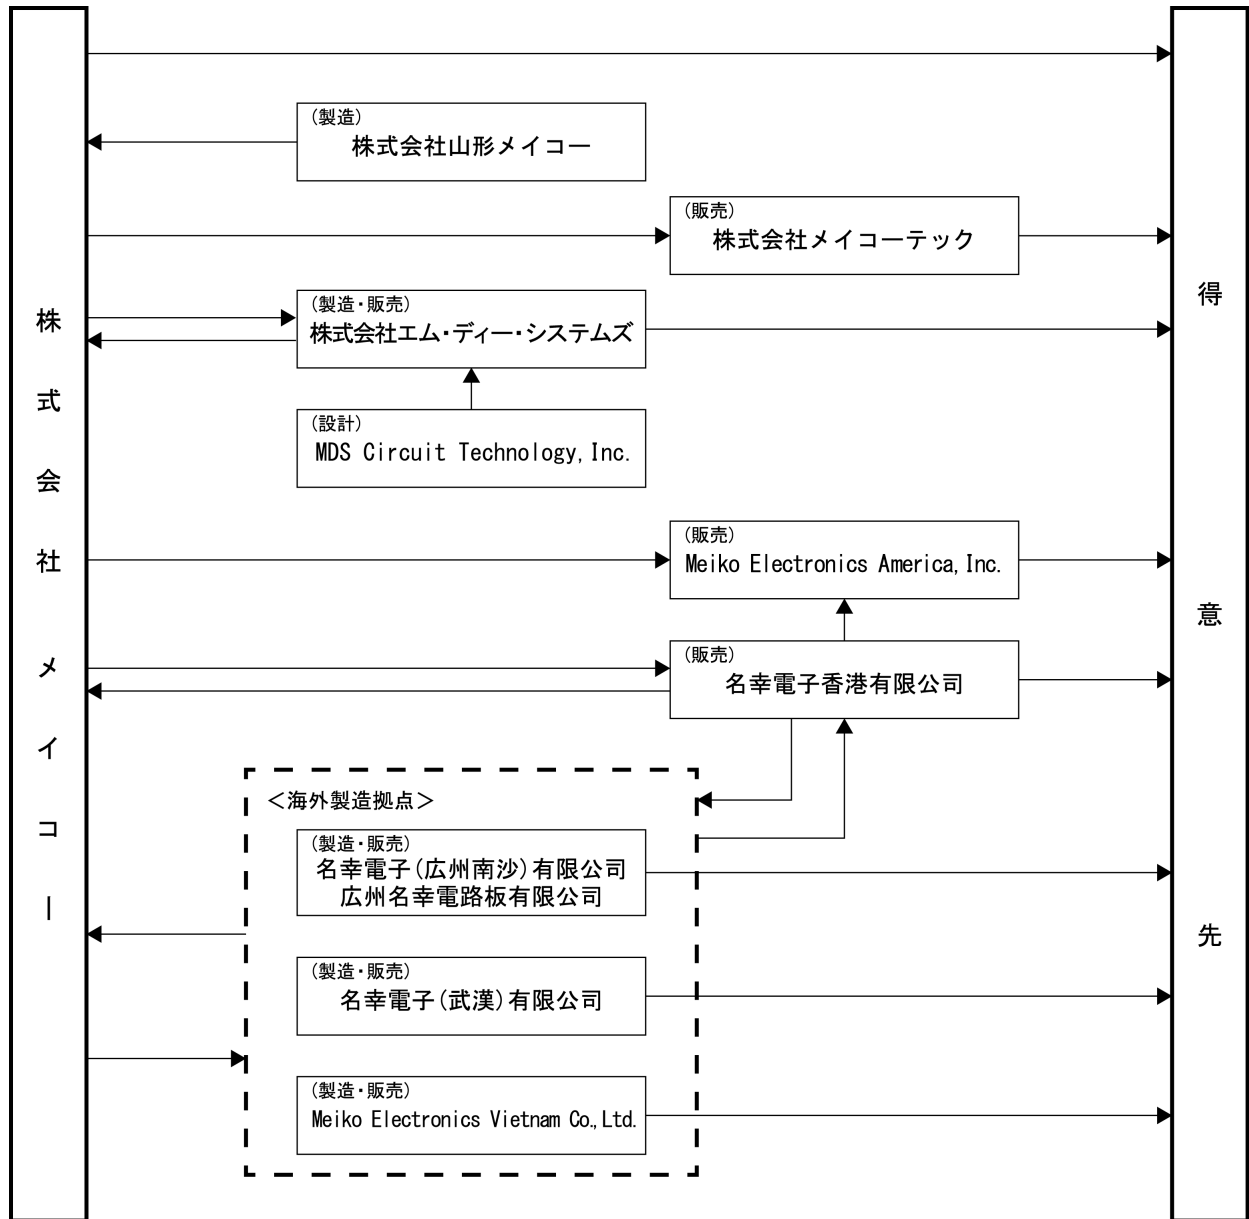 株式会社メイコー
(製造)
株式会社山形メイコー
(販売)
株式会社メイコーテック
(製造・販売)
株式会社エム・ディー・システムズ
(設計)
MDS Circuit Technology, Inc.
(販売)
Meiko Electronics America, Inc.
(販売)
名幸電子香港有限公司
＜海外製造拠点＞
(製造・販売)
名幸電子(広州南沙)有限公司
広州名幸電路板有限公司
(製造・販売)
名幸電子(武漢)有限公司
(製造・販売)
Meiko Electronics Vietnam Co., Ltd.
得意先